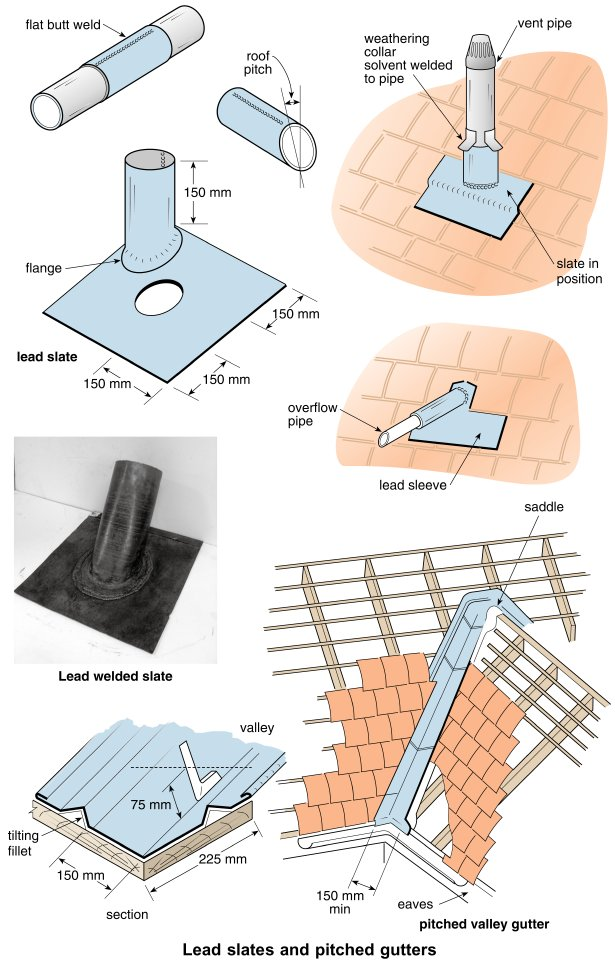 flat butt weld
roof
pitch
150 mm
flange
lead slate
150 mm
150 mm
150 mm
weathering
collar
solvent welded
to pipe
vent pipe
slate in
position
overflow
pipe
lead sleeve
Lead welded slate
saddle
valley
75 mm
tilting
fillet
150 mm
225 mm
section
150 mm
min
eaves
pitched valley gutter
Lead slates and pitched gutters